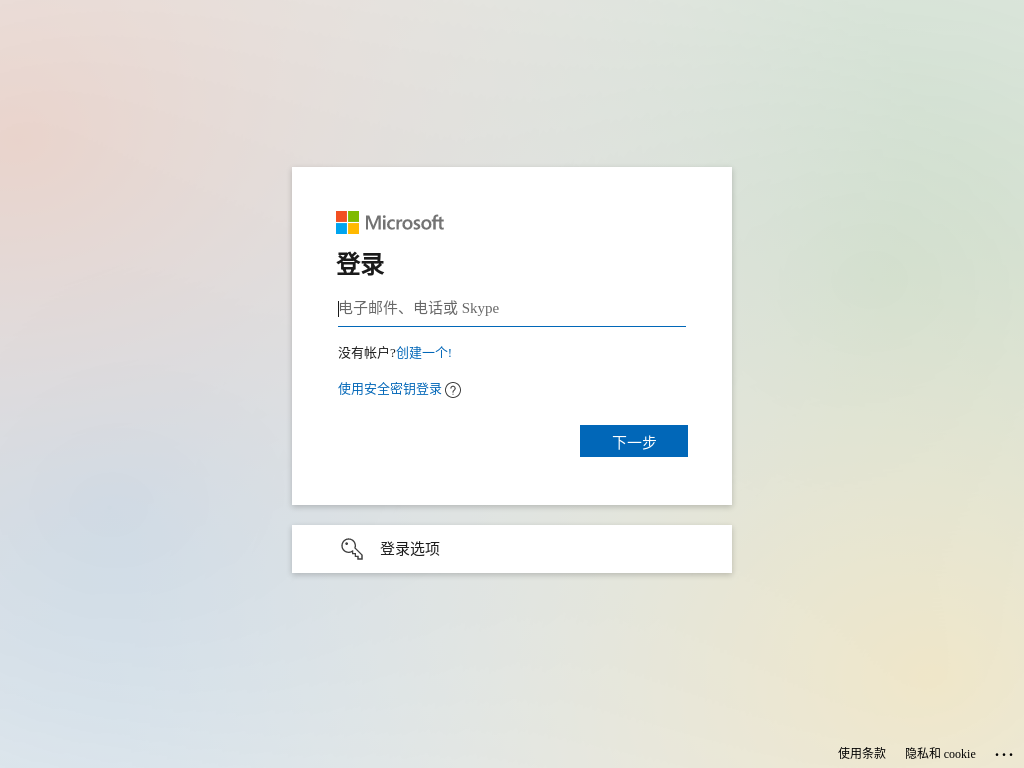 Microsoft
登录
电子邮件、电话或 Skype
没有帐户?创建一个!
使用安全密钥登录
下一步
登录选项
使用条款 隐私和 cookie